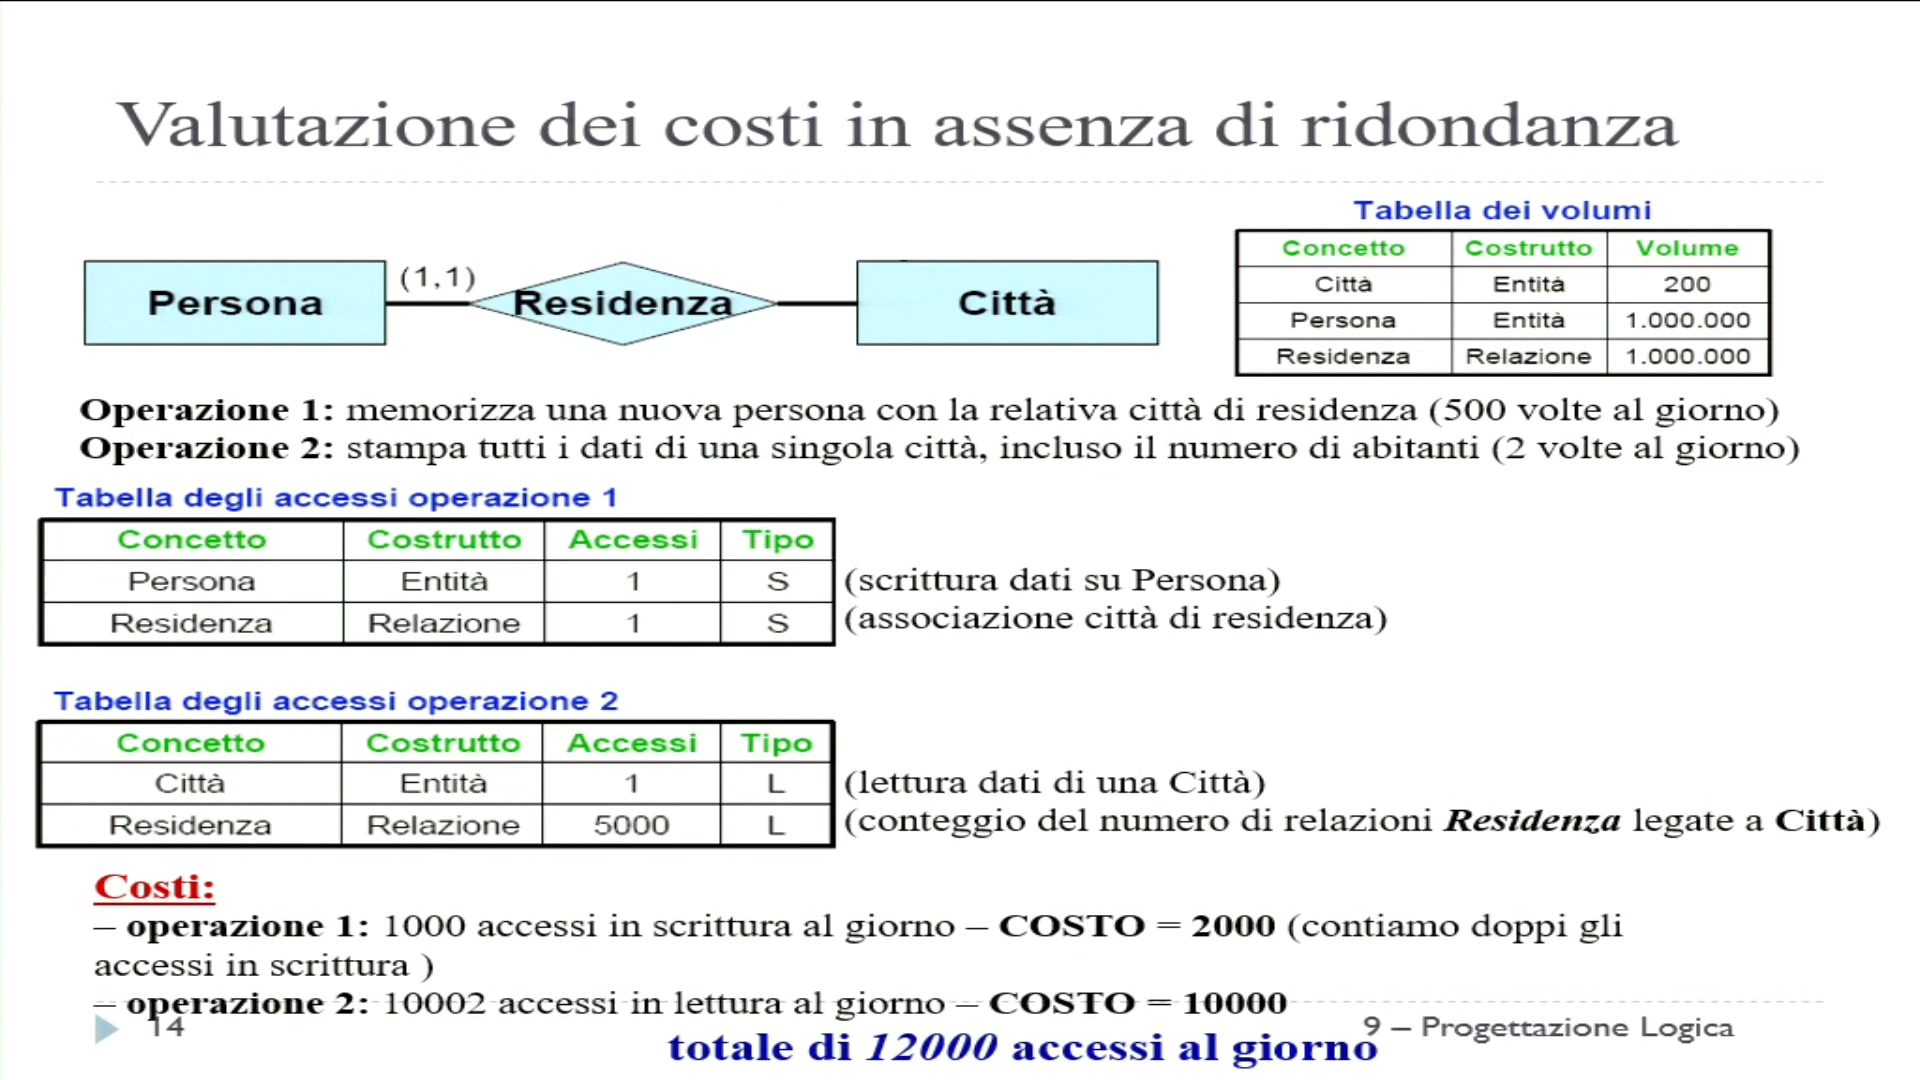 Valutazione dei costi in assenza di ridondanza
Tabella dei volumi
Concetto Costrutto Volume
Città Entità 200
Persona Entità 1.000.000
Residenza Relazione 1.000.000
Persona (1,1) Residenza Città
Operazione 1: memorizza una nuova persona con la relativa città di residenza (500 volte al giorno)
Operazione 2: stampa tutti i dati di una singola città, incluso il numero di abitanti (2 volte al giorno)
Tabella degli accessi operazione 1
Concetto Costrutto Accessi Tipo
Persona Entità 1 S (scrittura dati su Persona)
Residenza Relazione 1 S (associazione città di residenza)
Tabella degli accessi operazione 2
Concetto Costrutto Accessi Tipo
Città Entità 1 L (lettura dati di una Città)
Residenza Relazione 5000 L (conteggio del numero di relazioni Residenza legate a Città)
Costi:
– operazione 1: 1000 accessi in scrittura al giorno – COSTO = 2000 (contiamo doppi gli
accessi in scrittura )
– operazione 2: 10002 accessi in lettura al giorno – COSTO = 10000
14
9 – Progettazione Logica
totale di 12000 accessi al giorno